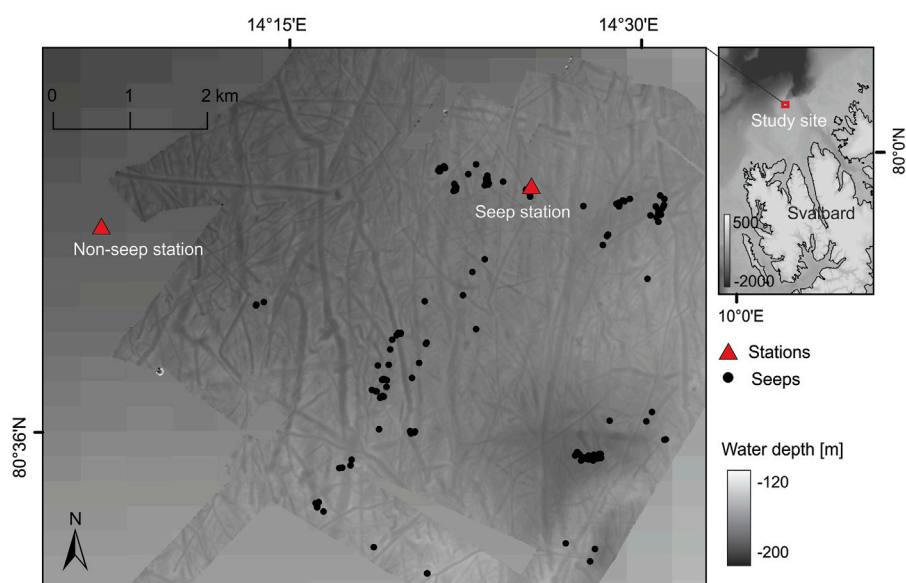 14°15'E
14°30'E
0 1 2 km
Study site
80°0'N
Seep station
Svalbard
500
Non-seep station
-2000
10°0'E
Stations
Seeps
80°36'N
Water depth [m]
-120
N
-200